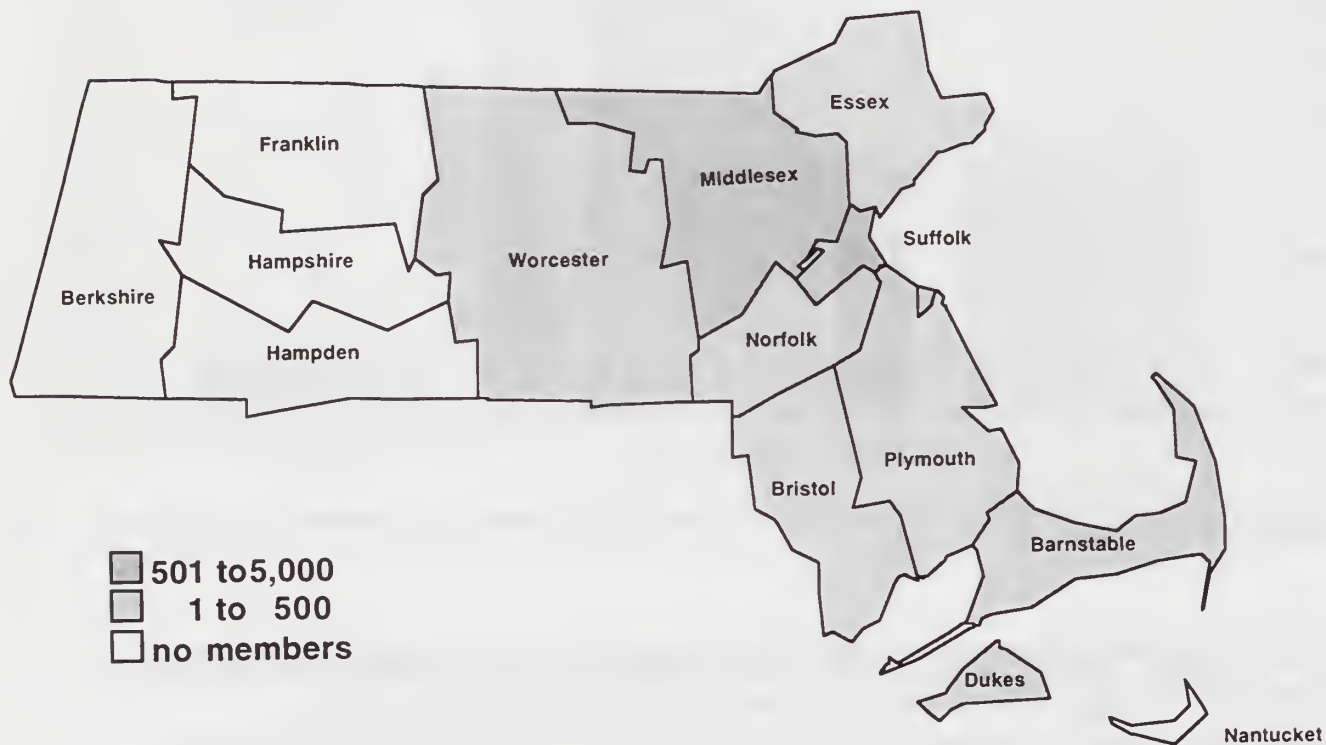 Essex
Franklin
Middlesex
Suffolk
Hampshire
Worcester
Berkshire
Norfolk
Hampden
Plymouth
Bristol
Barnstable
501 to5,000
1 to 500
no members
Dukes
Nantucket